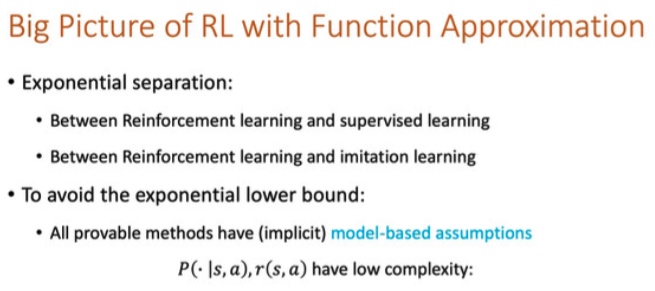 Big Picture of RL with Function Approximation
• Exponential separation:
• Between Reinforcement learning and supervised learning
• Between Reinforcement learning and imitation learning
• To avoid the exponential lower bound:
• All provable methods have (implicit) model-based assumptions
P(· |s, a), r(s, a) have low complexity: